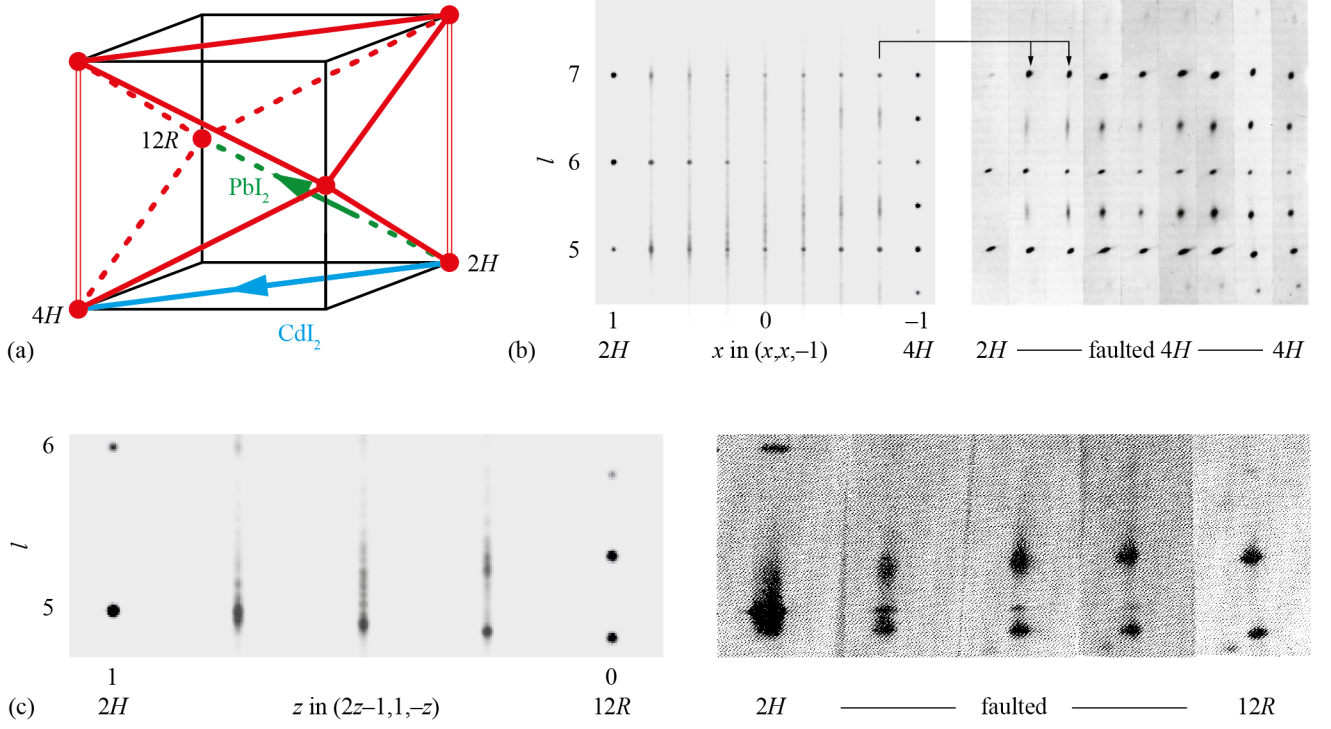 12R
PbI₂
2H
4H
CdI₂
(a)
7
l 6
5
1 0 –1
(b) 2H x in (x,x,–1) 4H
2H faulted 4H 4H
6
l
5
1 0
(c) 2H z in (2z–1,1,–z) 12R
2H faulted 12R